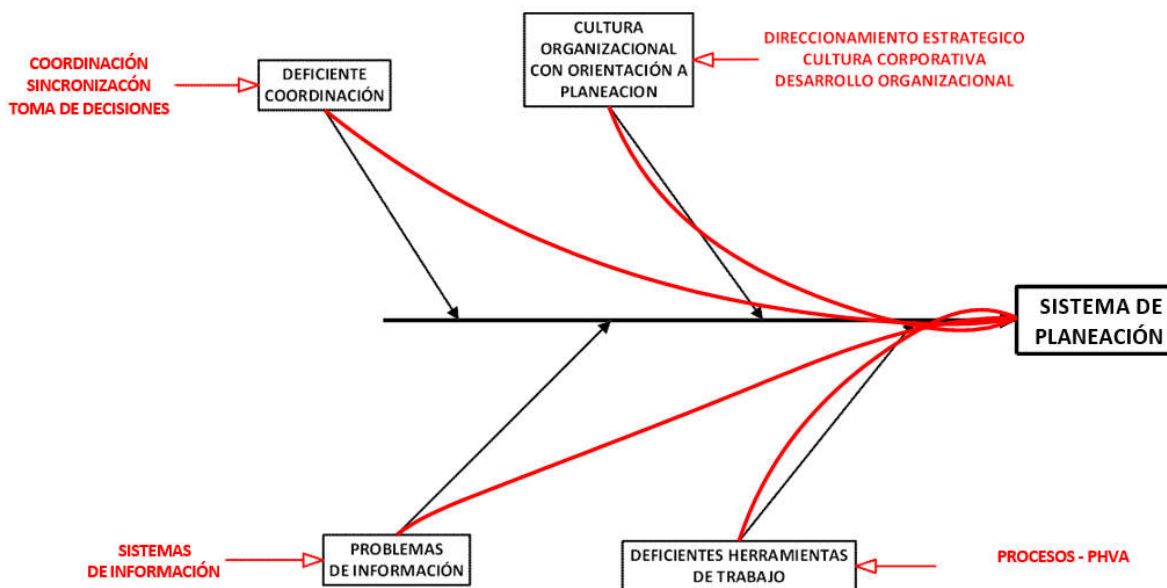 COORDINACIÓN
SINCRONIZACÓN
TOMA DE DECISIONES
DEFICIENTE
COORDINACIÓN
CULTURA
ORGANIZACIONAL
CON ORIENTACIÓN A
PLANEACION
DIRECCIONAMIENTO ESTRATEGICO
CULTURA CORPORATIVA
DESARROLLO ORGANIZACIONAL
SISTEMA DE
PLANEACIÓN
SISTEMAS
DE INFORMACIÓN
PROBLEMAS
DE INFORMACIÓN
DEFICIENTES HERRAMIENTAS
DE TRABAJO
PROCESOS - PHVA